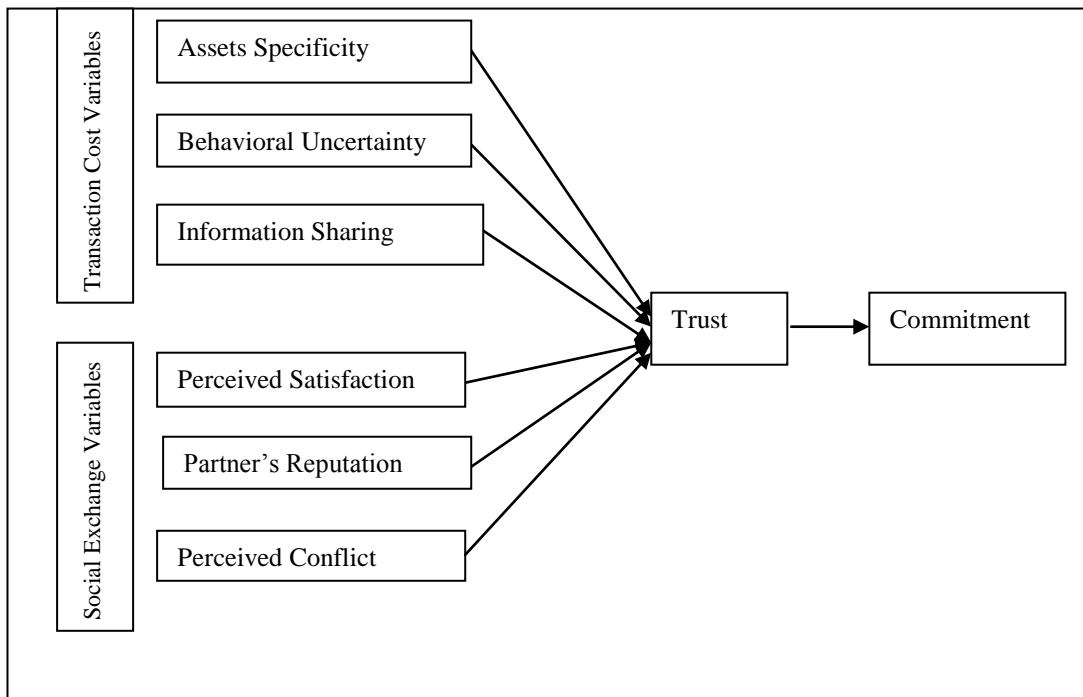 Transaction Cost Variables
Assets Specificity
Behavioral Uncertainty
Information Sharing
Social Exchange Variables
Perceived Satisfaction
Partner’s Reputation
Perceived Conflict
Trust
Commitment